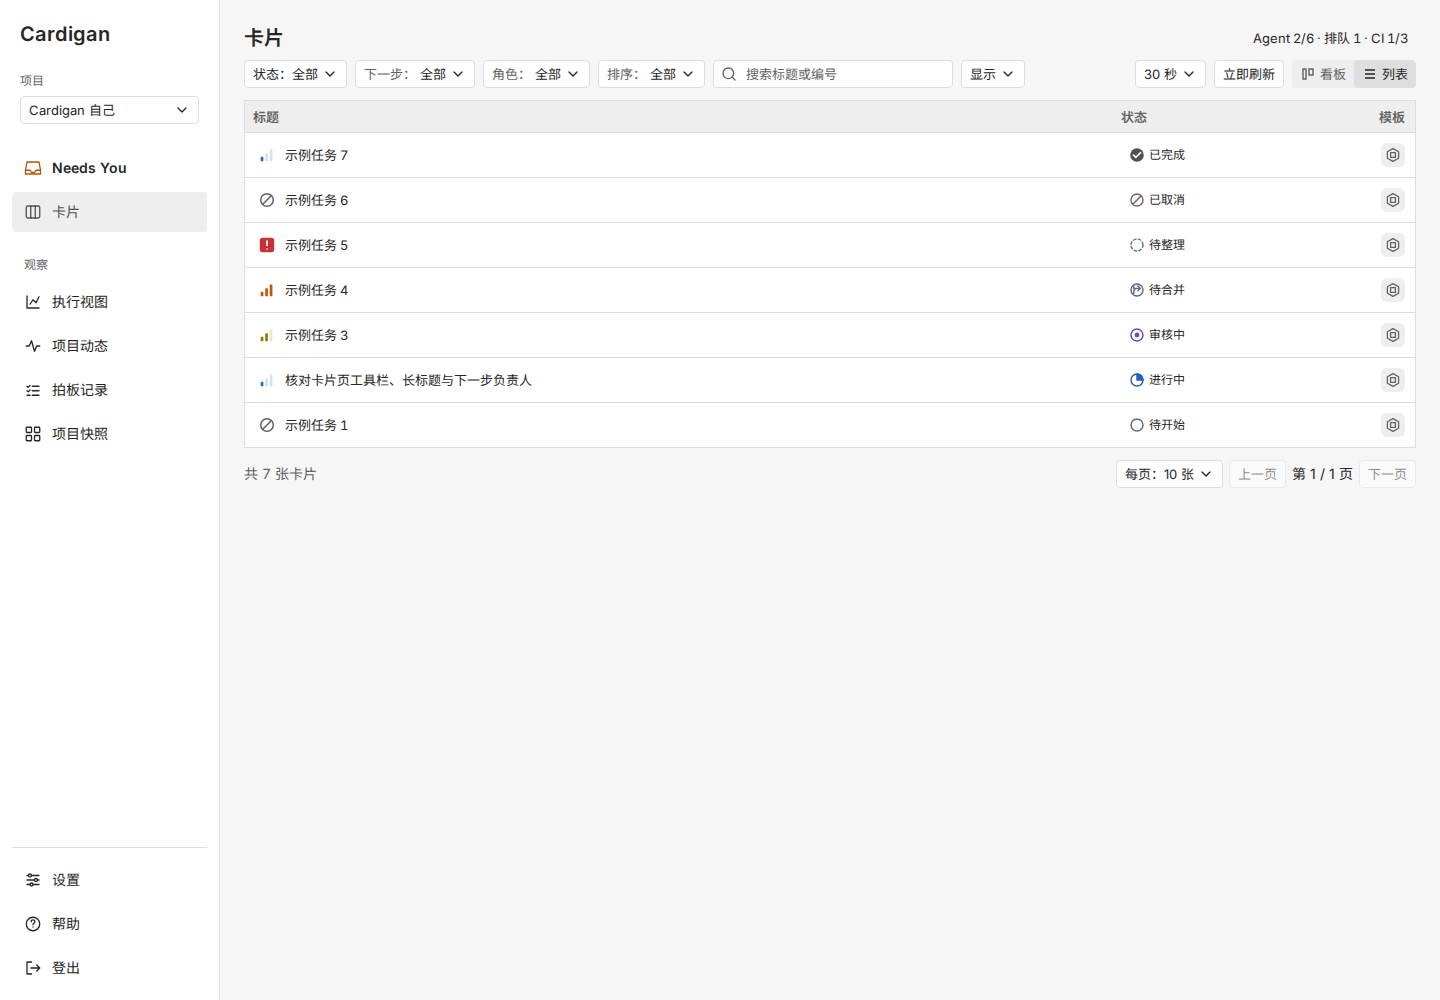 Cardigan
项目
Cardigan 自己
Needs You
卡片
观察
执行视图
项目动态
拍板记录
项目快照
设置
帮助
登出
卡片
Agent 2/6 · 排队 1 · CI 1/3
状态：全部
下一步：全部
角色：全部
排序：全部
搜索标题或编号
显示
30 秒
立即刷新
看板
列表
标题 状态 模板
示例任务 7 已完成
示例任务 6 已取消
示例任务 5 待整理
示例任务 4 待合并
示例任务 3 审核中
核对卡片页工具栏、长标题与下一步负责人 进行中
示例任务 1 待开始
共 7 张卡片
每页：10 张
上一页
第 1 / 1 页
下一页